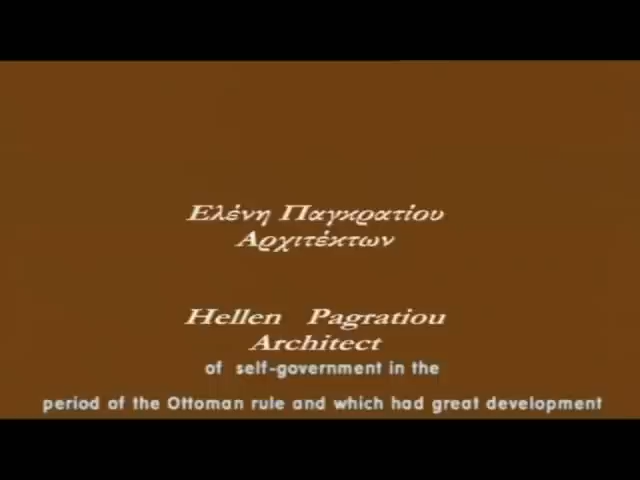 Ελένη Παγκρατίου
Αρχιτέκτων
Hellen Pagratiou
Architect
of self-government in the
period of the Ottoman rule and which had great development